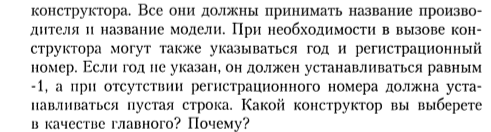 конструктора. Все они должны принимать название произво-
дителя и название модели. При необходимости в вызове кон-
структора могут также указываться год и регистрационный
номер. Если год не указан, он должен устанавливаться равным
-1, а при отсутствии регистрационного номера должна уста-
навливаться пустая строка. Какой конструктор вы выберете
в качестве главного? Почему?